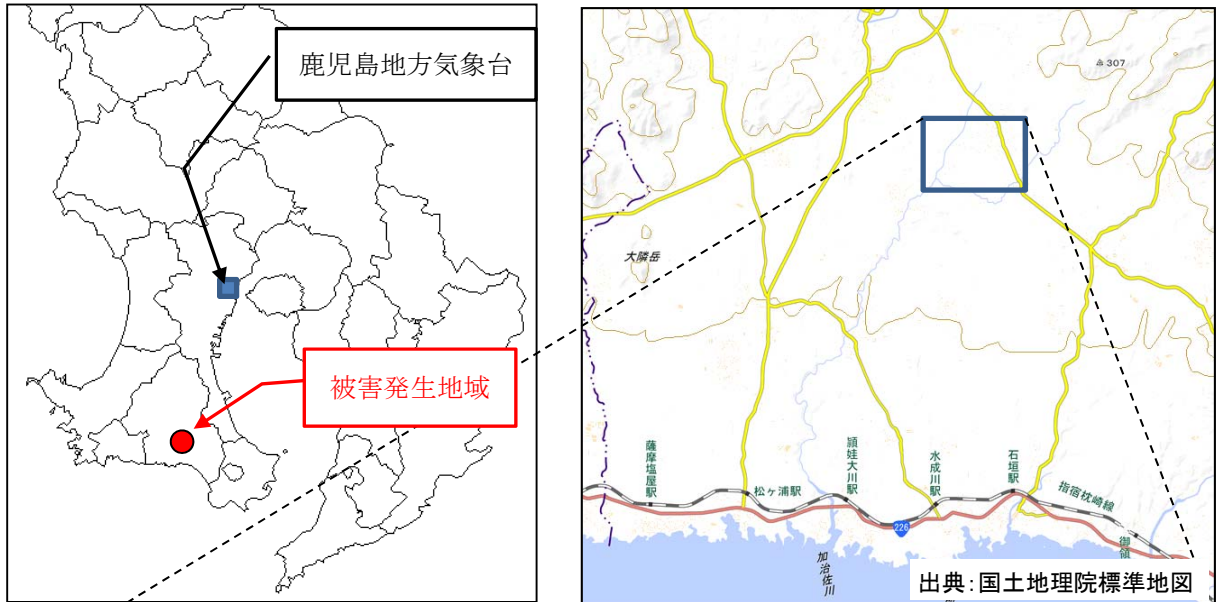 鹿児島地方気象台
被害発生地域
307
大隣岳
薩摩塩屋駅
松ヶ浦駅
頴娃大川駅
水成川駅
石垣駅
指宿枕崎線
御領
226
加治佐川
出典：国土地理院標準地図